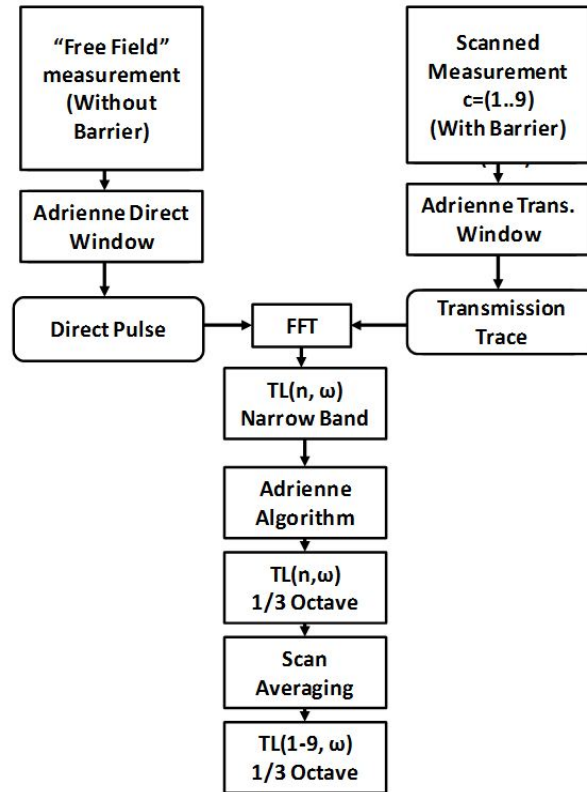 “Free Field”
measurement
(Without
Barrier)
Scanned
Measurement
c=(1..9)
(With Barrier)
Adrienne Direct
Window
Adrienne Trans.
Window
Direct Pulse
FFT
Transmission
Trace
TL(n, ω)
Narrow Band
Adrienne
Algorithm
TL(n,ω)
1/3 Octave
Scan
Averaging
TL(1-9, ω)
1/3 Octave